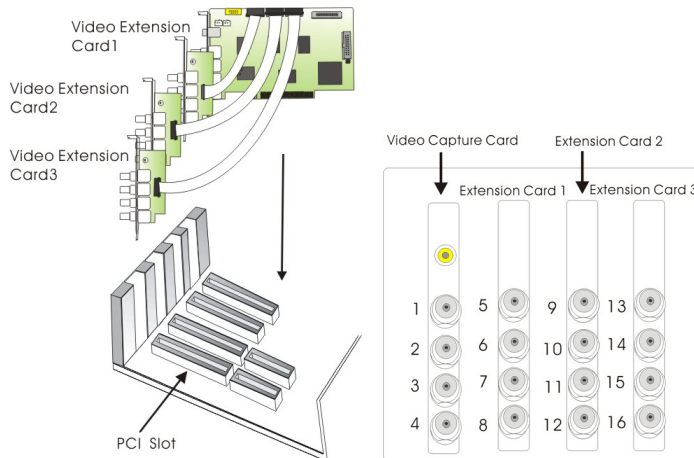 Video Extension
Card1
Video Extension
Card2
Video Extension
Card3
PCI Slot
Video Capture Card
Extension Card 2
Extension Card 1
Extension Card 3
1
5
9
13
2
6
10
14
3
7
11
15
4
8
12
16